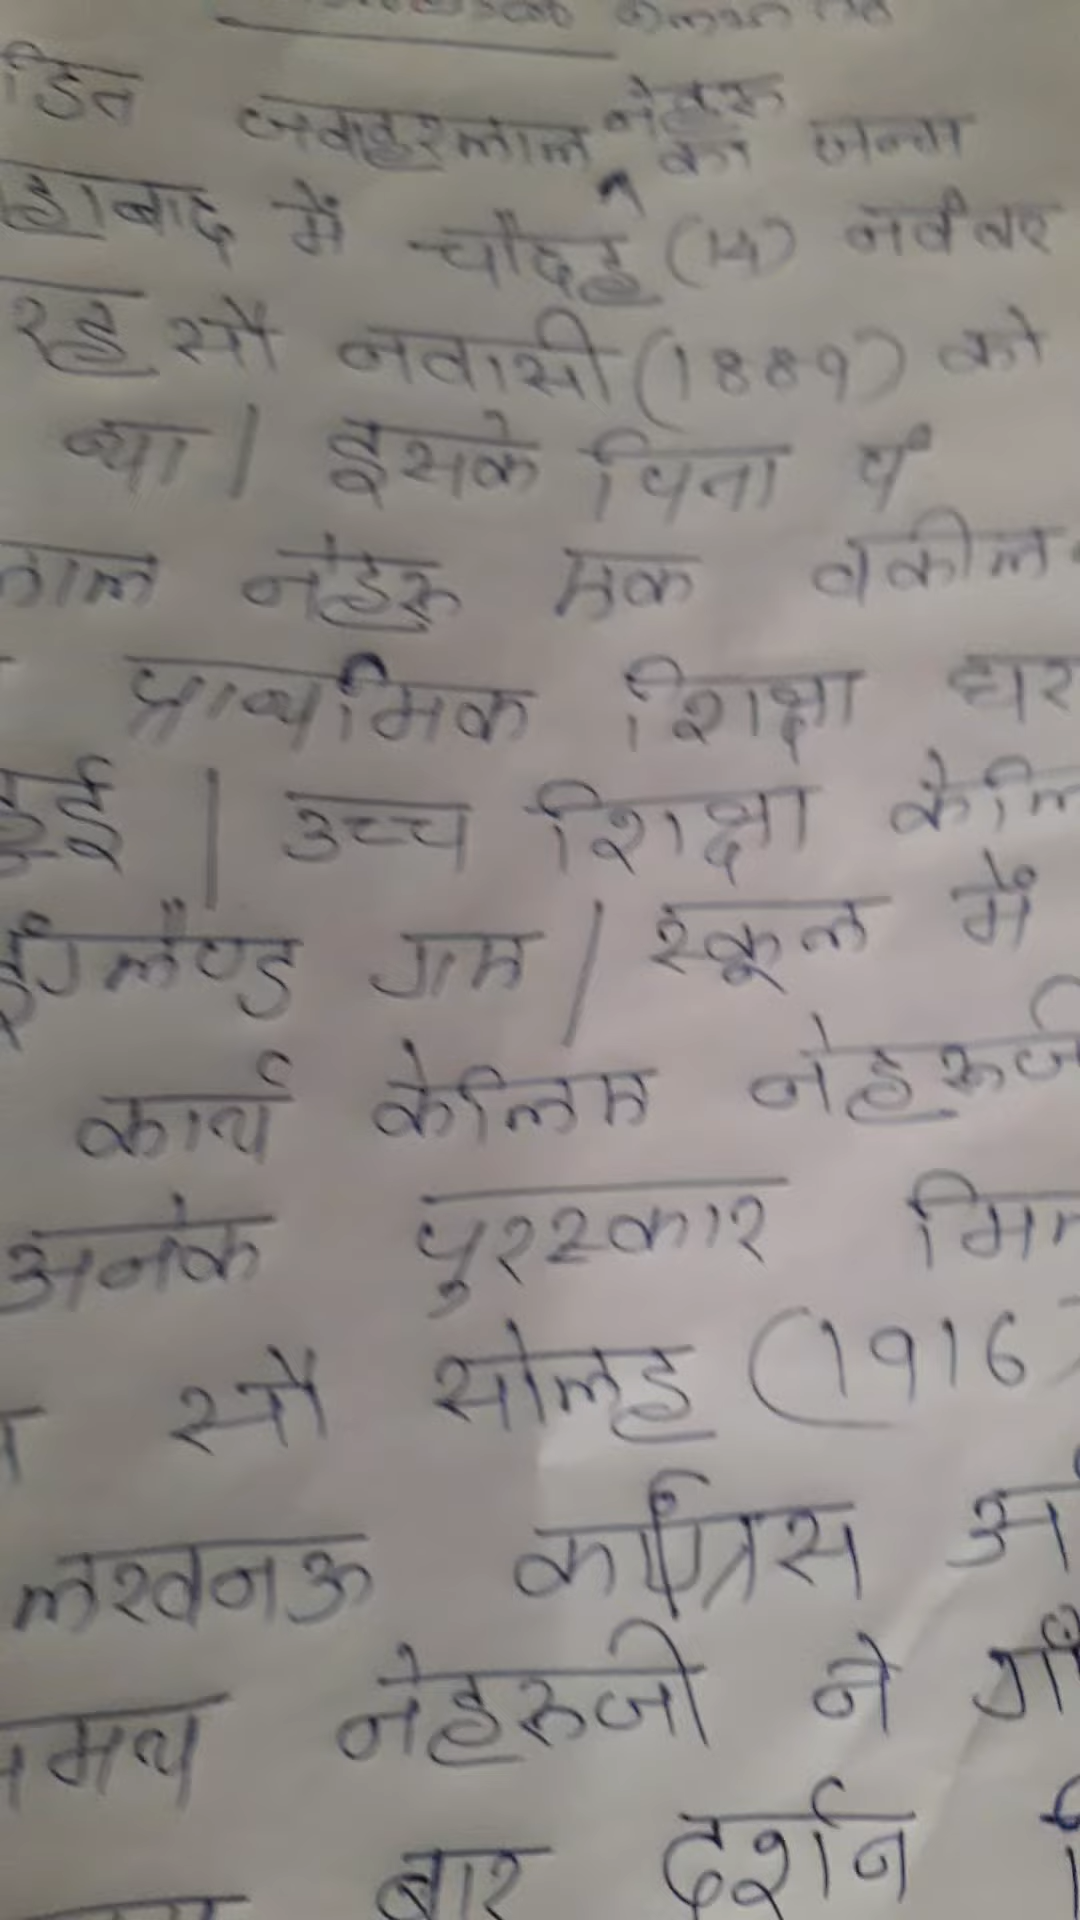 डित जवाहरलाल नेहरू का जन्म
हाबाद में चौदह (14) नवंबर
रह सौ नवासी (1889) को
था। इसके पिता पं
लाल नेहरू एक वकील
प्राथमिक शिक्षा घर
हुई। उच्च शिक्षा केलि
इंग्लैण्ड गए। स्कूल में
कार्य केलिए नेहरूज
अनेक पुरस्कार मि
सौ सोलह (1916)
लखनऊ अ
मय नेहरूजी ने गाँ
बार दर्शन